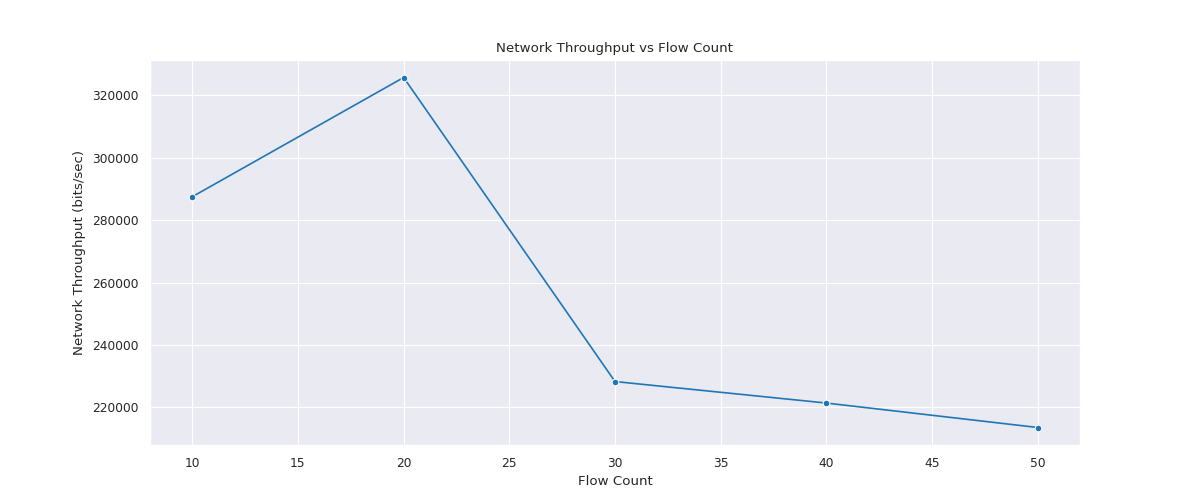 Network Throughput vs Flow Count
Network Throughput (bits/sec)
320000
300000
280000
260000
240000
220000
10 15 20 25 30 35 40 45 50
Flow Count